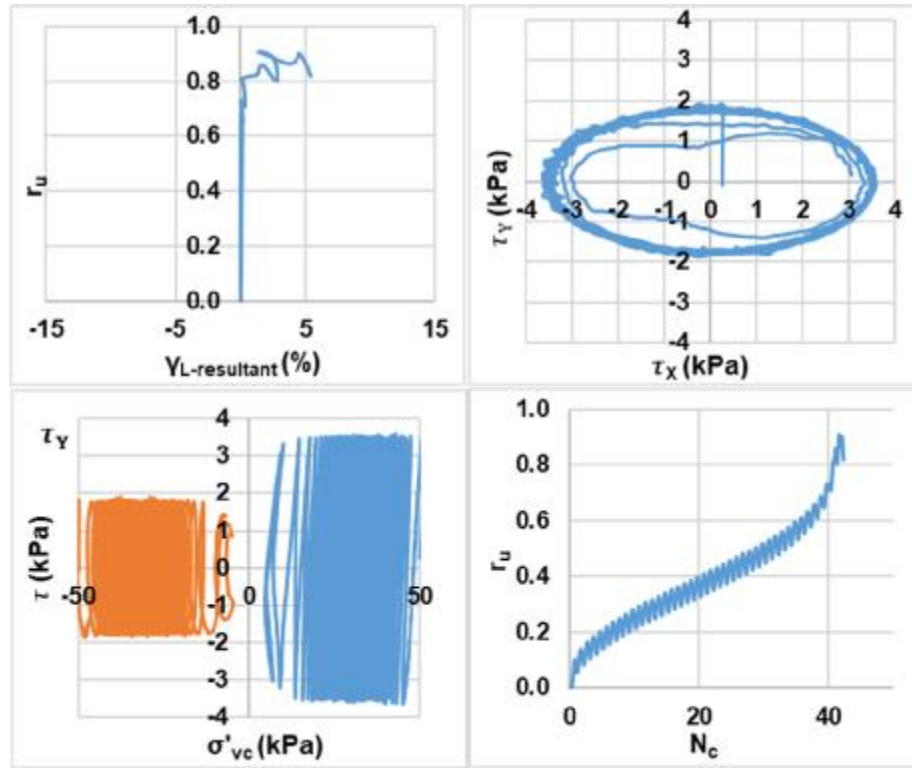 1.0
0.8
0.6
0.4
0.2
0.0
r_u
-15 -5 5 15
γ_L-resultant (%)
4
3
2
1
0
-1
-2
-3
-4
-4 -3 -2 -1 0 1 2 3 4
τ_Y (kPa)
τ_X (kPa)
τ_Y
4
3
2
1
0
-1
-2
-3
-4
-50 0 50
τ (kPa)
σ'_vc (kPa)
1.0
0.8
0.6
0.4
0.2
0.0
r_u
0 20 40
N_c